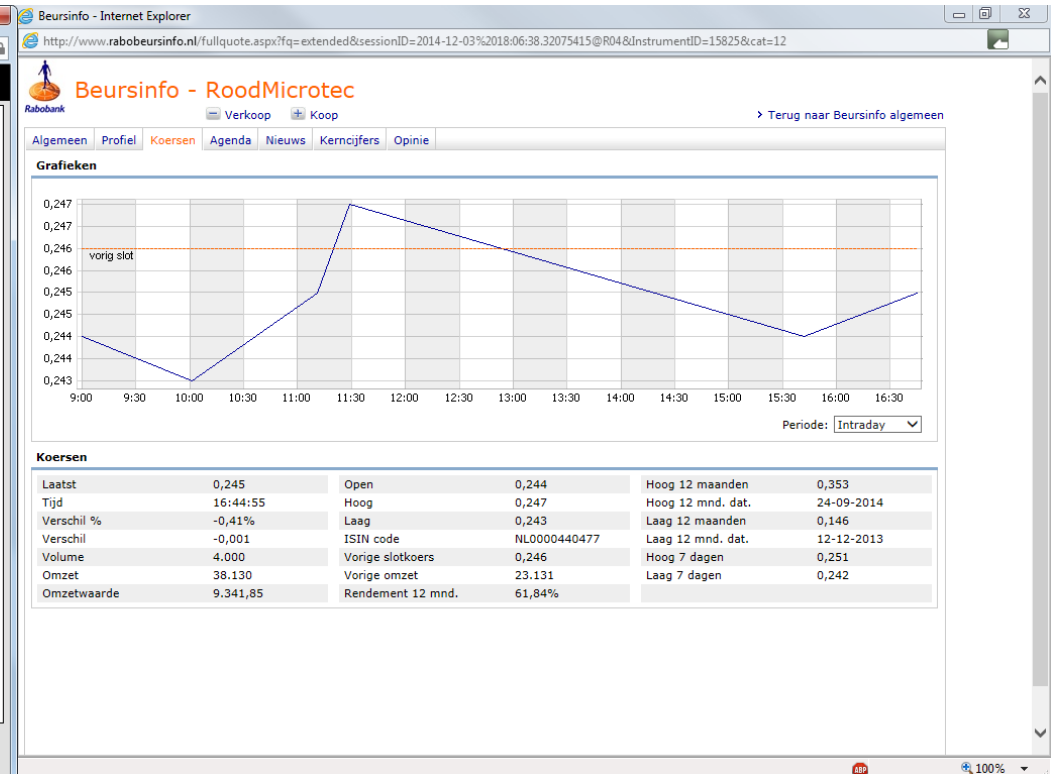 Beursinfo - Internet Explorer
http://www.rabobeursinfo.nl/fullquote.aspx?fq=extended&sessionID=2014-12-03%2018:06:38.32075415@R04&InstrumentID=15825&cat=12
Rabobank
Beursinfo - RoodMicrotec
Verkoop Koop
Terug naar Beursinfo algemeen
Algemeen Profiel Koersen Agenda Nieuws Kerncijfers Opinie
Grafieken
0,247
0,247
0,246
vorig slot
0,246
0,245
0,245
0,244
0,244
0,243
9:00 9:30 10:00 10:30 11:00 11:30 12:00 12:30 13:00 13:30 14:00 14:30 15:00 15:30 16:00 16:30
Periode: Intraday
Koersen
Laatst 0,245 Open 0,244 Hoog 12 maanden 0,353
Tijd 16:44:55 Hoog 0,247 Hoog 12 mnd. dat. 24-09-2014
Verschil % -0,41% Laag 0,243 Laag 12 maanden 0,146
Verschil -0,001 ISIN code NL0000440477 Laag 12 mnd. dat. 12-12-2013
Volume 4.000 Vorige slotkoers 0,246 Hoog 7 dagen 0,251
Omzet 38.130 Vorige omzet 23.131 Laag 7 dagen 0,242
Omzetwaarde 9.341,85 Rendement 12 mnd. 61,84%
ABP
100%